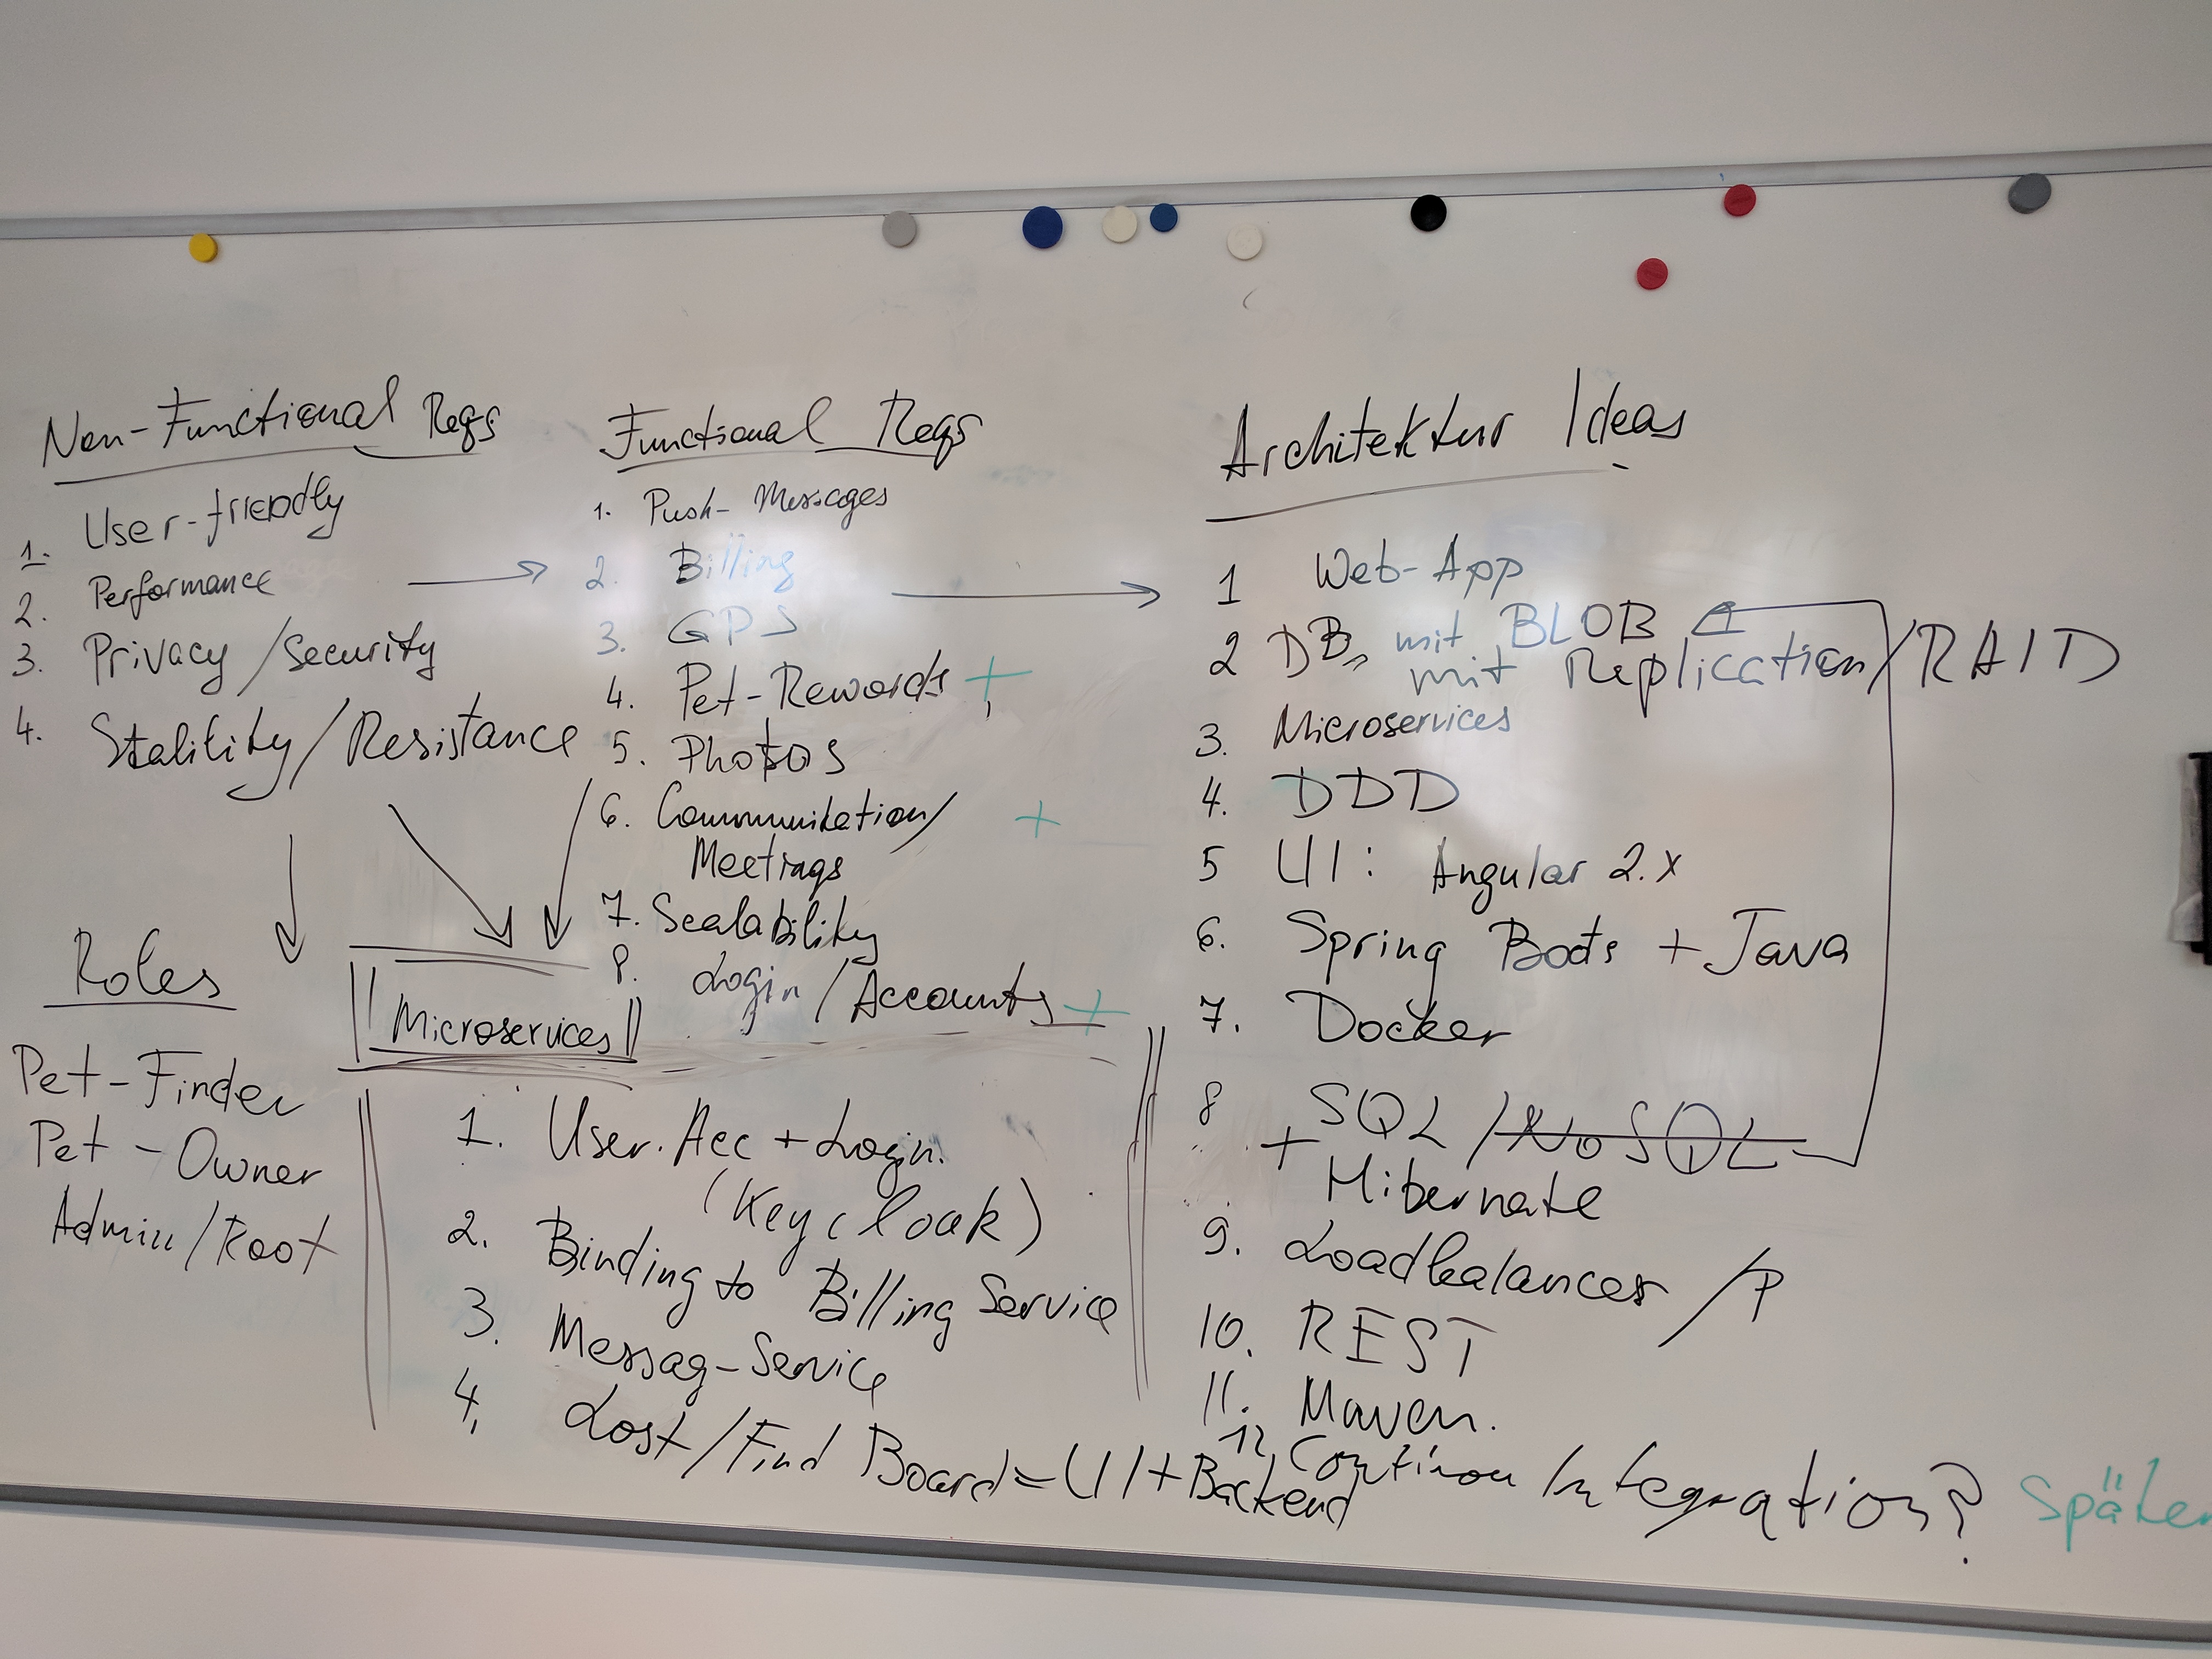 Non-Functional Reqs
1. User-friendly
2. Performance
3. Privacy/Security
4. Stalility/Resistance
Functional Reqs
1. Push-Messages
2. Billing
3. GPS
4. Pet-Rewards +
5. Photos
6. Communikation/ +
Meetings
7. Scalability
8. Login/Accounts +
Architektur Ideas
1 Web-App
2 DB, mit BLOB
mit Replication/RAID
3. Microservices
4. DDD
5 UI: Angular 2.x
6. Spring Boots + Java
7. Docker
8 SQL/NoSQL
+ Hibernate
9. Loadbalancer /P
10. REST
11. Maven.
12. Continou Integration? Später
Roles
Pet-Finder
Pet-Owner
Admin/Root
Microservices
1. User.Acc + Login.
(Keycloak)
2. Binding to Billing Service
3. Messag-Service
4. Lost/Find Board=UI+Backend